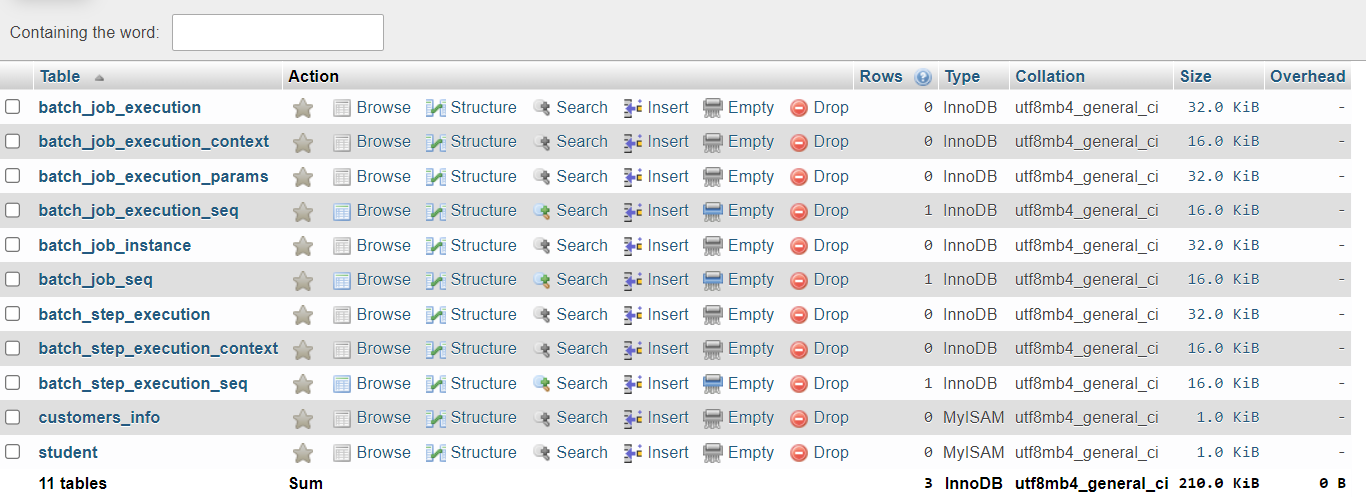 Containing the word:
Table Action Rows Type Collation Size Overhead
batch_job_execution Browse Structure Search Insert Empty Drop 0 InnoDB utf8mb4_general_ci 32.0 KiB -
batch_job_execution_context Browse Structure Search Insert Empty Drop 0 InnoDB utf8mb4_general_ci 16.0 KiB -
batch_job_execution_params Browse Structure Search Insert Empty Drop 0 InnoDB utf8mb4_general_ci 32.0 KiB -
batch_job_execution_seq Browse Structure Search Insert Empty Drop 1 InnoDB utf8mb4_general_ci 16.0 KiB -
batch_job_instance Browse Structure Search Insert Empty Drop 0 InnoDB utf8mb4_general_ci 32.0 KiB -
batch_job_seq Browse Structure Search Insert Empty Drop 1 InnoDB utf8mb4_general_ci 16.0 KiB -
batch_step_execution Browse Structure Search Insert Empty Drop 0 InnoDB utf8mb4_general_ci 32.0 KiB -
batch_step_execution_context Browse Structure Search Insert Empty Drop 0 InnoDB utf8mb4_general_ci 16.0 KiB -
batch_step_execution_seq Browse Structure Search Insert Empty Drop 1 InnoDB utf8mb4_general_ci 16.0 KiB -
customers_info Browse Structure Search Insert Empty Drop 0 MyISAM utf8mb4_general_ci 1.0 KiB -
student Browse Structure Search Insert Empty Drop 0 MyISAM utf8mb4_general_ci 1.0 KiB -
11 tables Sum 3 InnoDB utf8mb4_general_ci 210.0 KiB 0 B